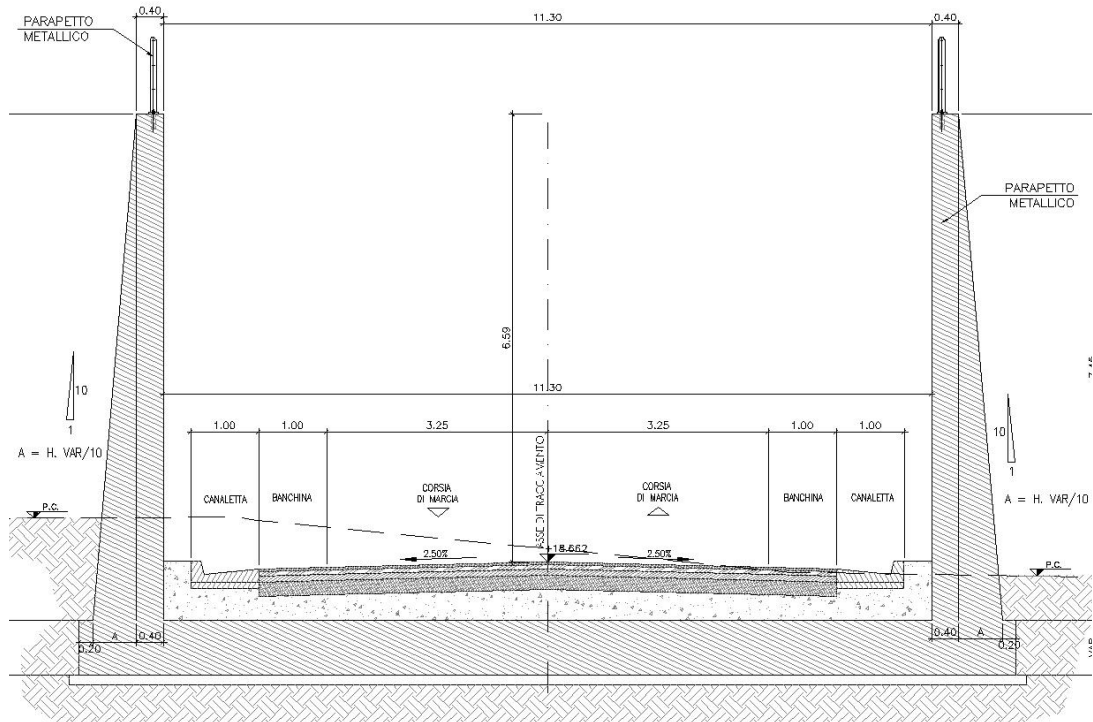 0.40
11.30
0.40
PARAPETTO
METALLICO
PARAPETTO
METALLICO
6.59
10
1
A = H. VAR/10
11.30
1.00
1.00
3.25
3.25
1.00
1.00
10
1
A = H. VAR/10
CANALETTA
BANCHINA
CORSIA
DI MARCIA
ASSE DI TRACCIAMENTO
CORSIA
DI MARCIA
BANCHINA
CANALETTA
P.C.
2.50%
2.50%
P.C.
0.20
A
0.40
0.40
A
0.20